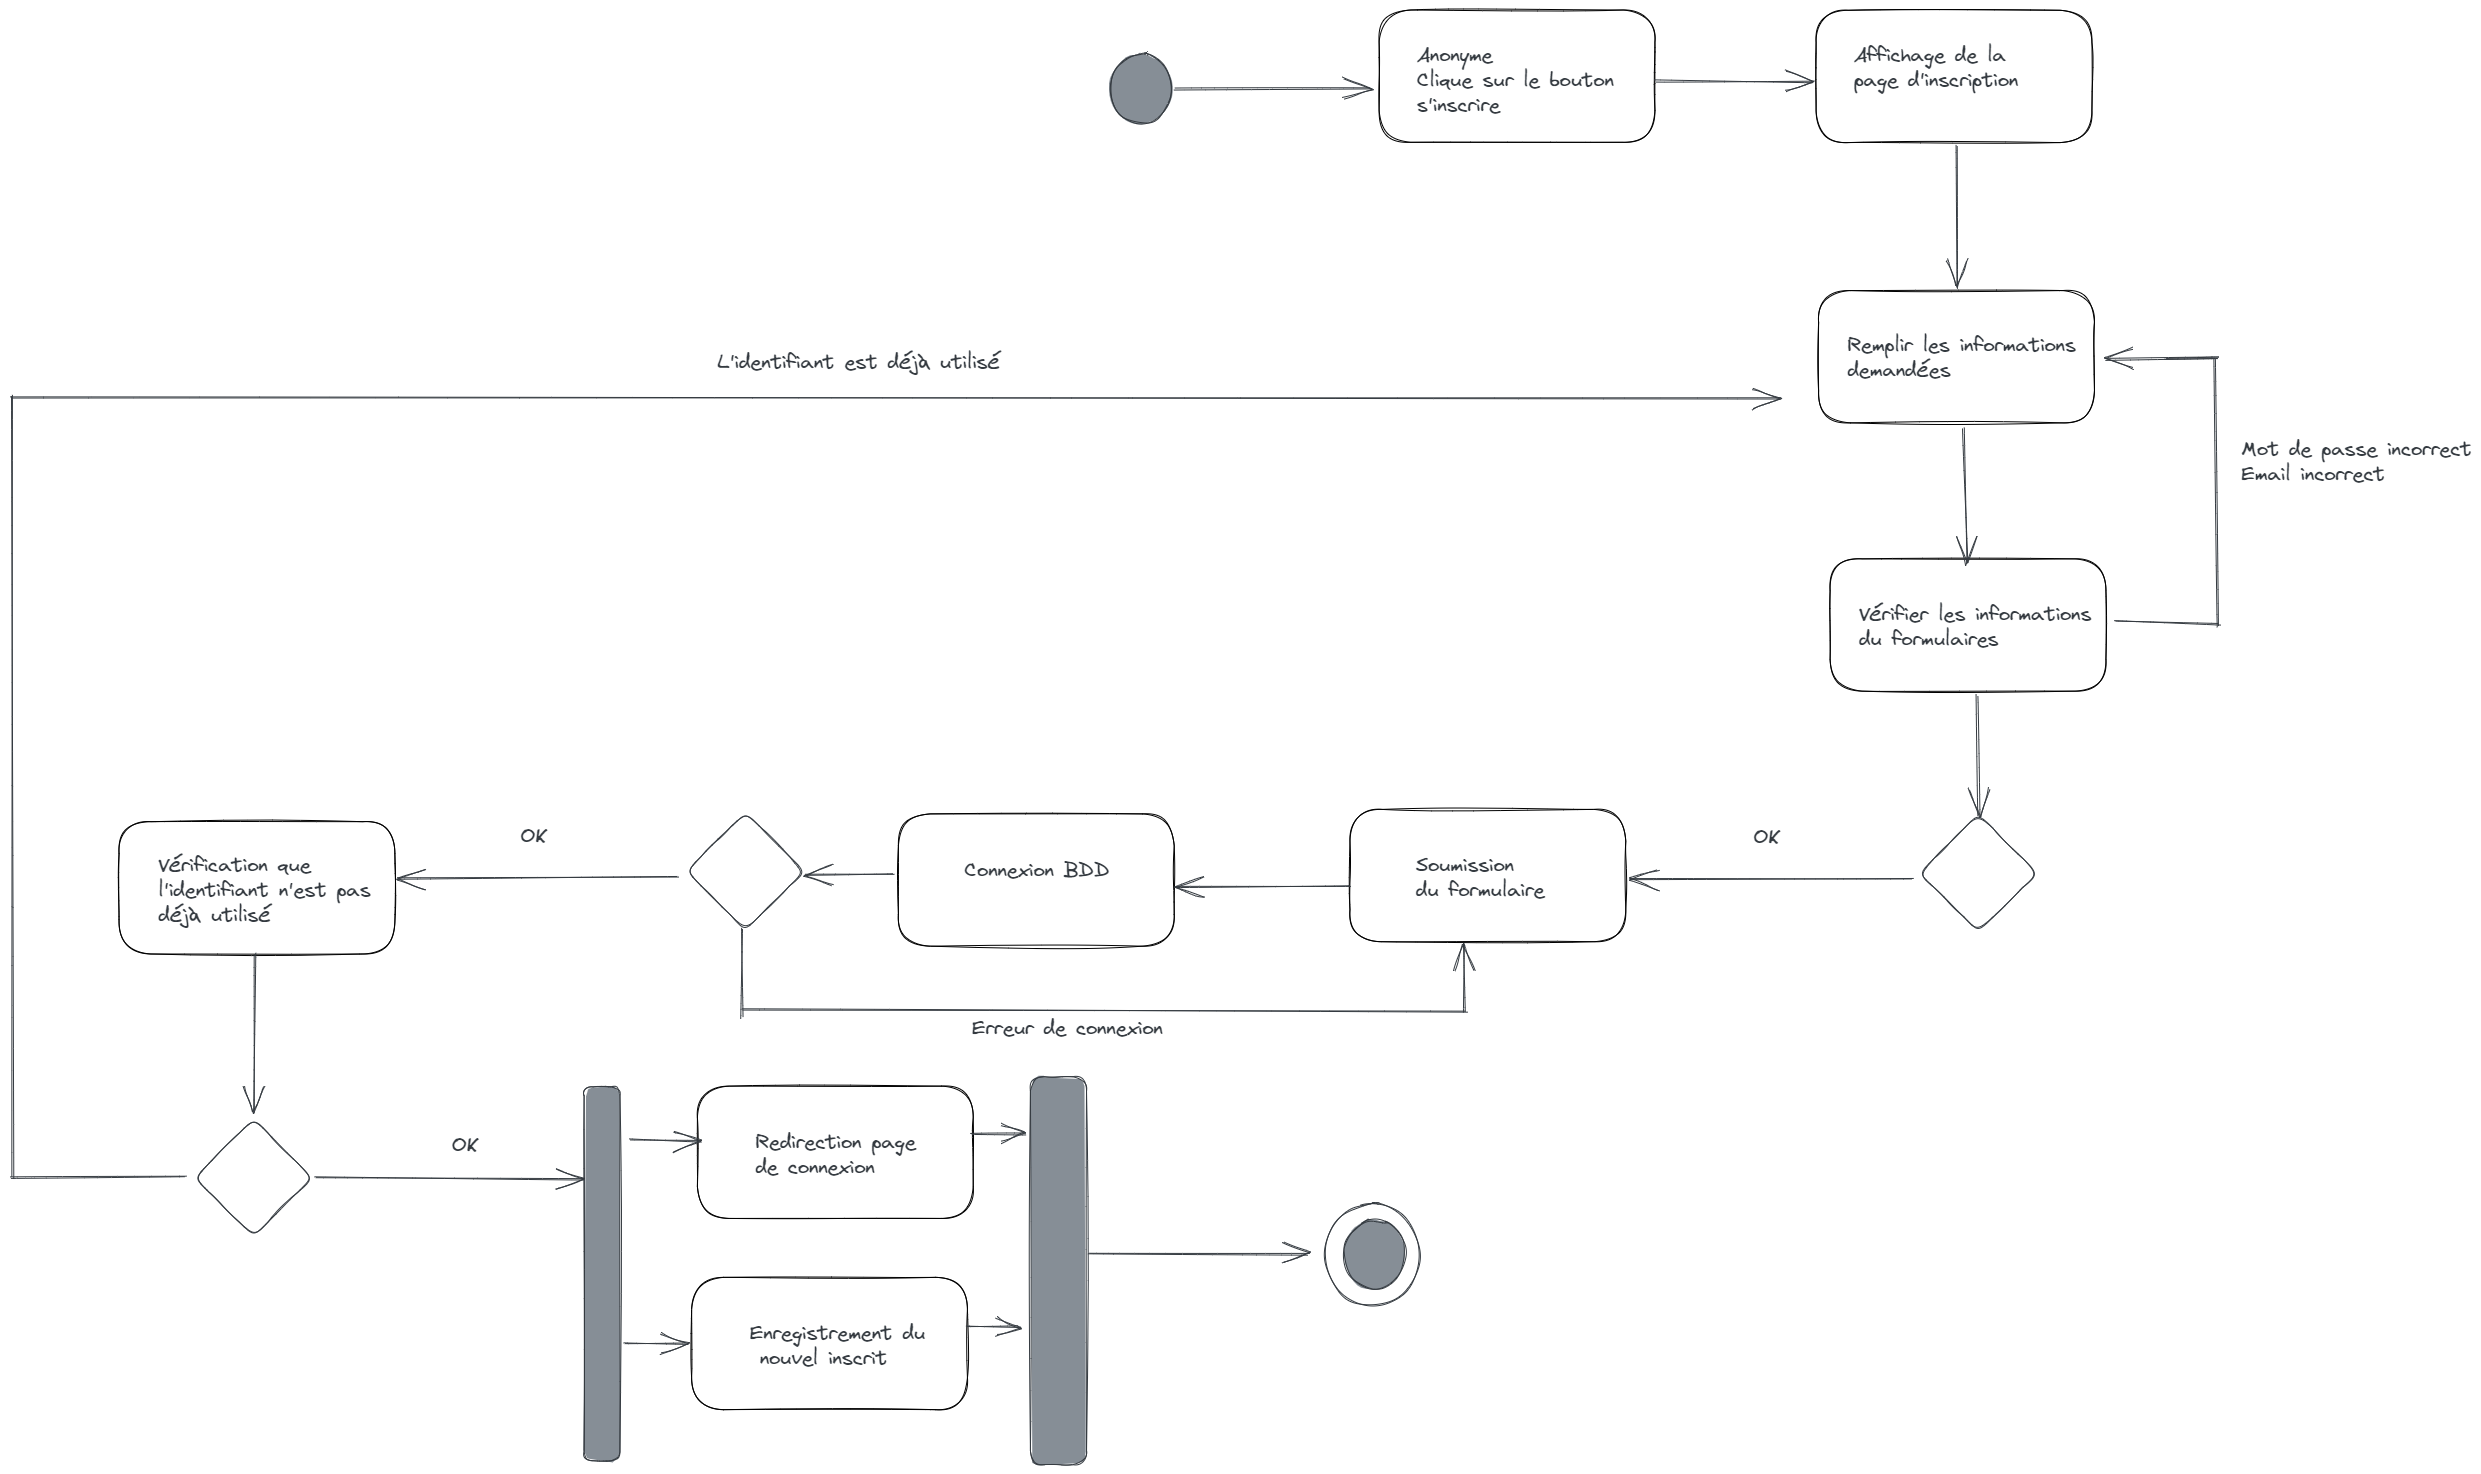 Anonyme
Clique sur le bouton
s'inscrire
Affichage de la
page d'inscription
L'identifiant est déjà utilisé
Remplir les informations
demandées
Mot de passe incorrect
Email incorrect
Vérifier les informations
du formulaires
Vérification que
l'identifiant n'est pas
déjà utilisé
OK
Connexion BDD
Soumission
du formulaire
OK
Erreur de connexion
OK
Redirection page
de connexion
Enregistrement du
nouvel inscrit